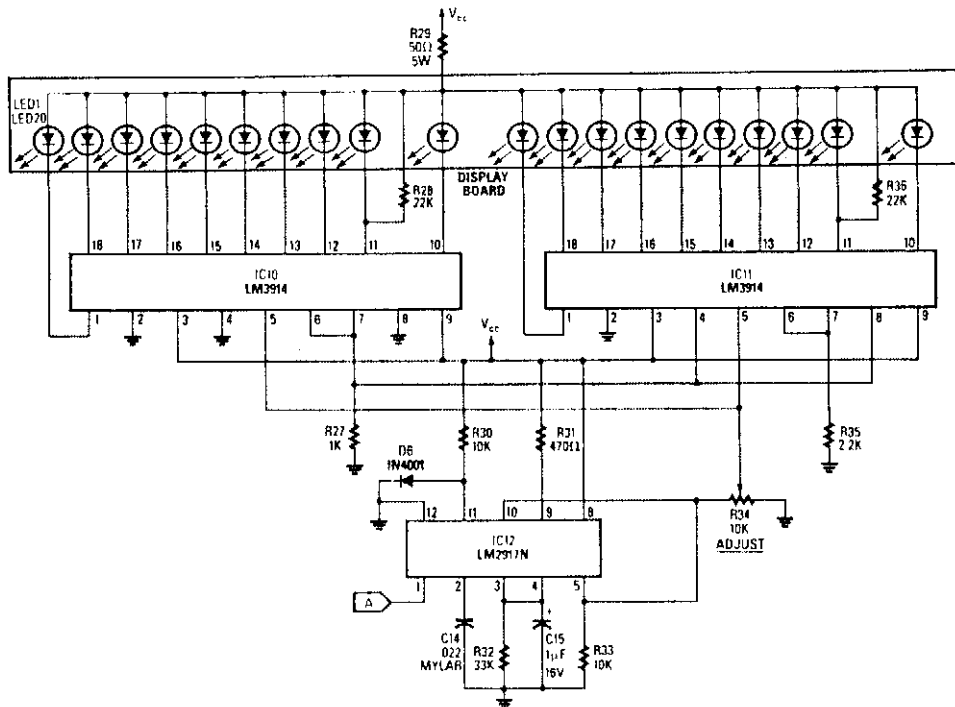 Vcc
R29
50Ω
5W
LED1
LED20
DISPLAY
BOARD
R28
22K
R36
22K
18 17 16 15 14 13 12 11 10
IC10
LM3914
1 2 3 4 5 6 7 8 9
18 17 16 15 14 13 12 11 10
IC11
LM3914
1 2 3 4 5 6 7 8 9
Vcc
R27
1K
R30
10K
R31
470Ω
R35
2.2K
D8
IN4001
12 11 10 9 8
IC12
LM2917N
1 2 3 4 5
R34
10K
ADJUST
A
C14
.022
MYLAR
R32
33K
+
C15
1µF
16V
R33
10K